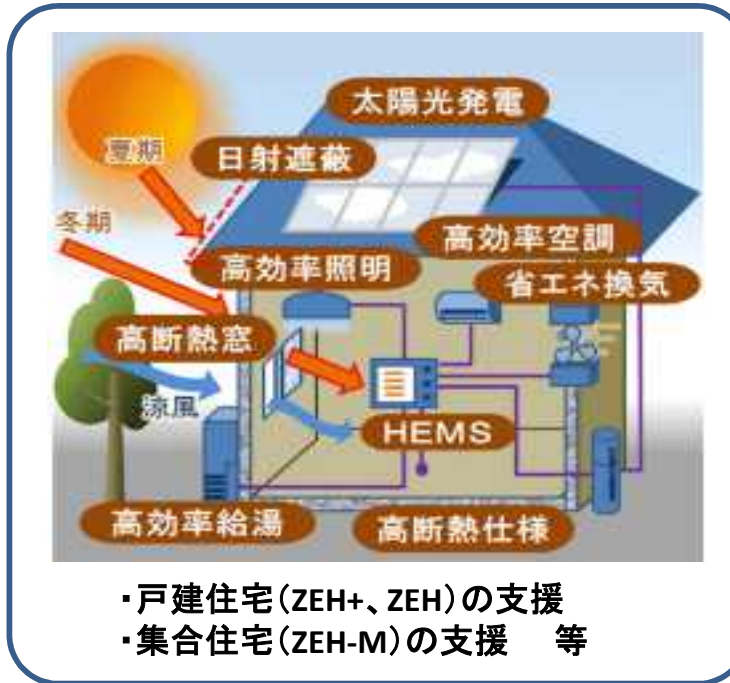 太陽光発電
夏期
日射遮蔽
冬期
高効率空調
高効率照明
省エネ換気
高断熱窓
涼風
HEMS
高効率給湯
高断熱仕様
・戸建住宅（ZEH+、ZEH）の支援
・集合住宅（ZEH-M）の支援　等